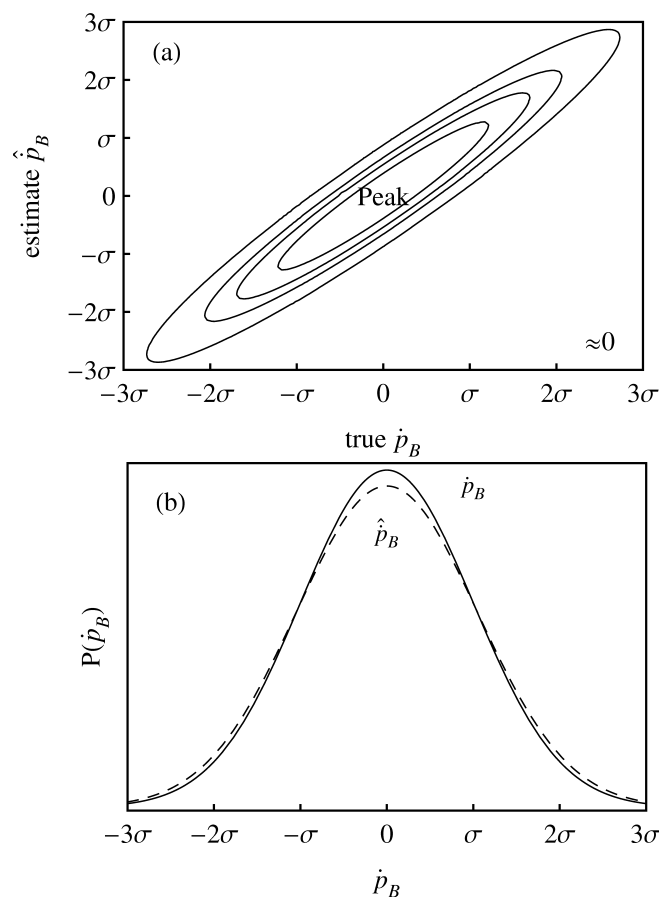 (a)
3σ
2σ
σ
0
−σ
−2σ
−3σ
estimate p̂̇_B
Peak
≈0
−3σ −2σ −σ 0 σ 2σ 3σ
true ṗ_B
(b)
ṗ_B
p̂̇_B
P(ṗ_B)
−3σ −2σ −σ 0 σ 2σ 3σ
ṗ_B